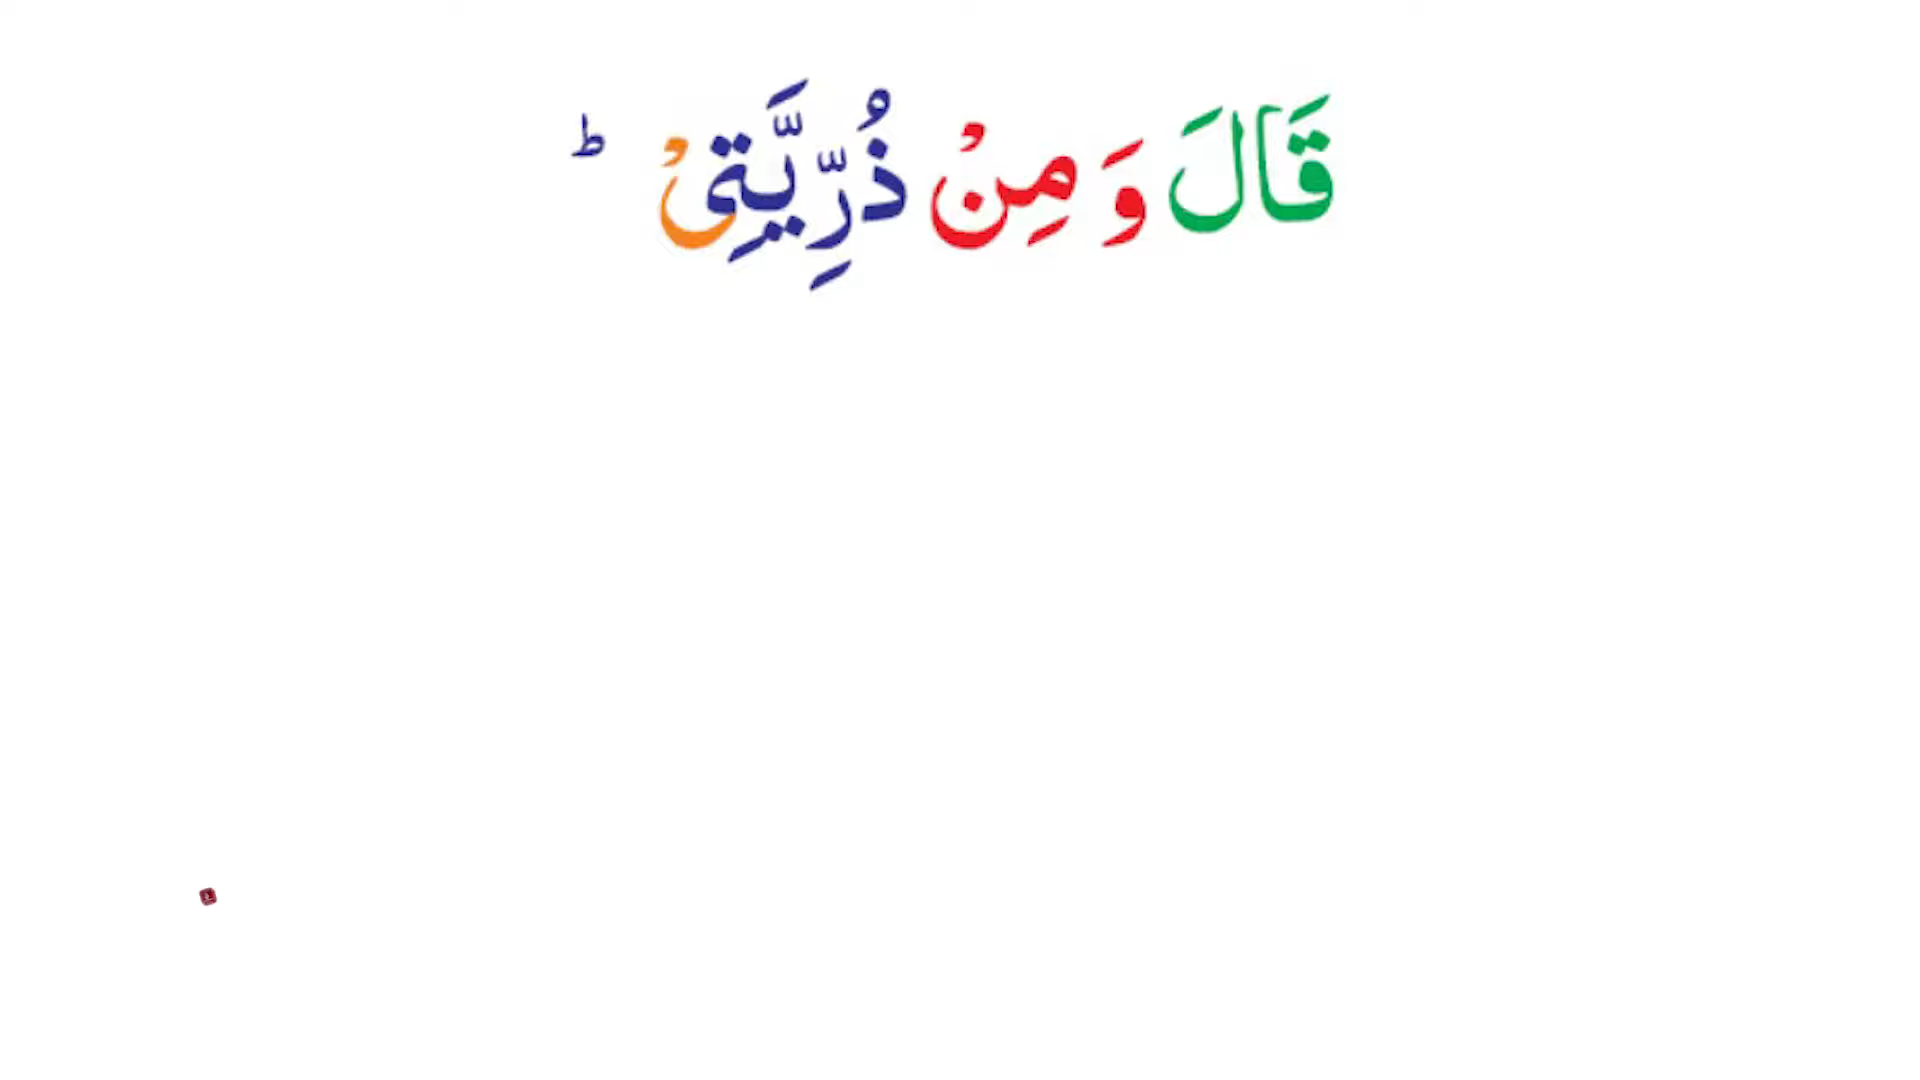 قَالَ وَ مِنْ ذُرِّيَّتِیْ ؕ